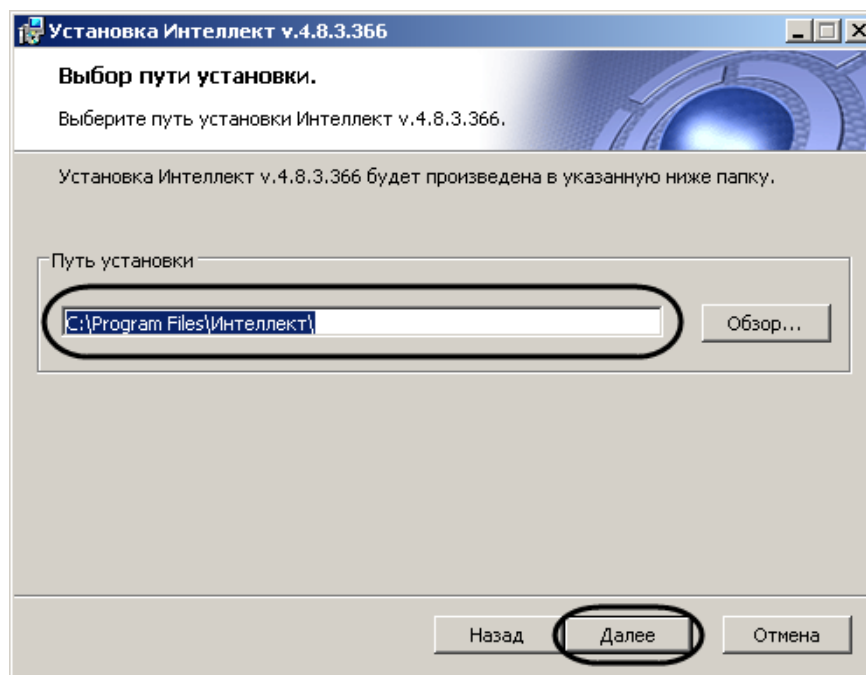 Установка Интеллект v.4.8.3.366
Выбор пути установки.
Выберите путь установки Интеллект v.4.8.3.366.
Установка Интеллект v.4.8.3.366 будет произведена в указанную ниже папку.
Путь установки
C:\Program Files\Интеллект\
Обзор...
Назад
Далее
Отмена